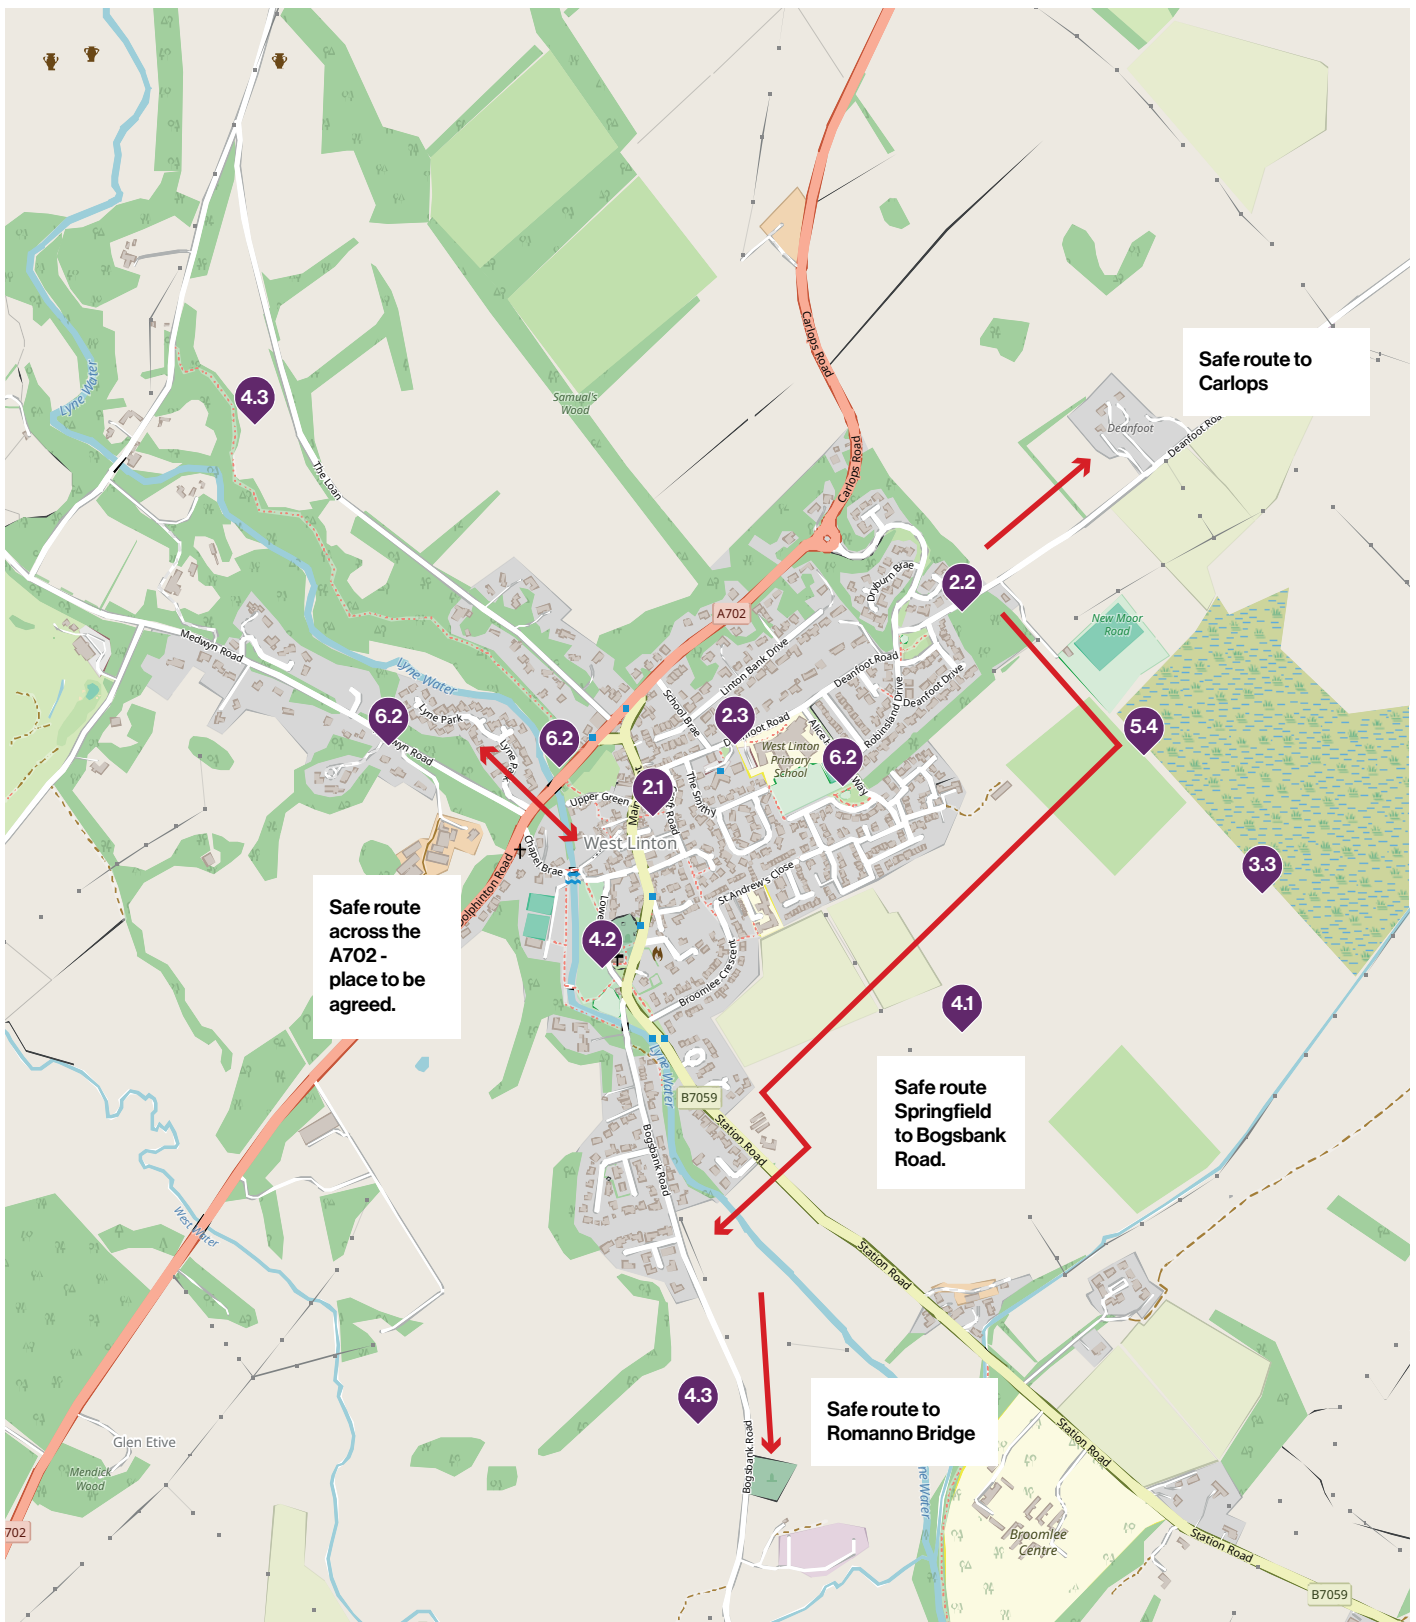 Carlops Road
Safe route to
Carlops
Lyne Water
4.3
Samual's
Wood
Deanfoot
The Loan
Carlops Road
2.2
Dryburn Brae
A702
New Moor
Road
Medwyn Road
Linton Bank Drive
Lyne Water
Deanfoot Road
Deanfoot Drive
School Brae
Robinsland Drive
Lyne Park
6.2
6.2
2.3
5.4
West Linton
Primary
School
6.2
Way
The Smithy
2.1
Upper Green
West Linton
Chapel Brae
St Andrew's Close
3.3
Safe route
across the
A702 -
place to be
agreed.
4.2
Broomlee Crescent
4.1
Lyne Water
Safe route
Springfield
to Bogsbank
Road.
B7059
Station Road
Bogsbank Road
West Water
Station Road
4.3
Safe route to
Romanno Bridge
Bogsbank Road
Station Road
Glen Etive
Mendick
Wood
Broomlee
Centre
Station Road
B7059